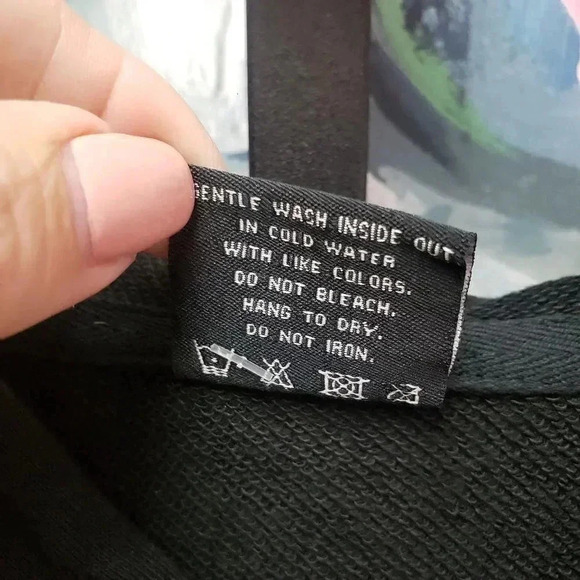 GENTLE WASH INSIDE OUT
IN COLD WATER
WITH LIKE COLORS.
DO NOT BLEACH.
HANG TO DRY.
DO NOT IRON.